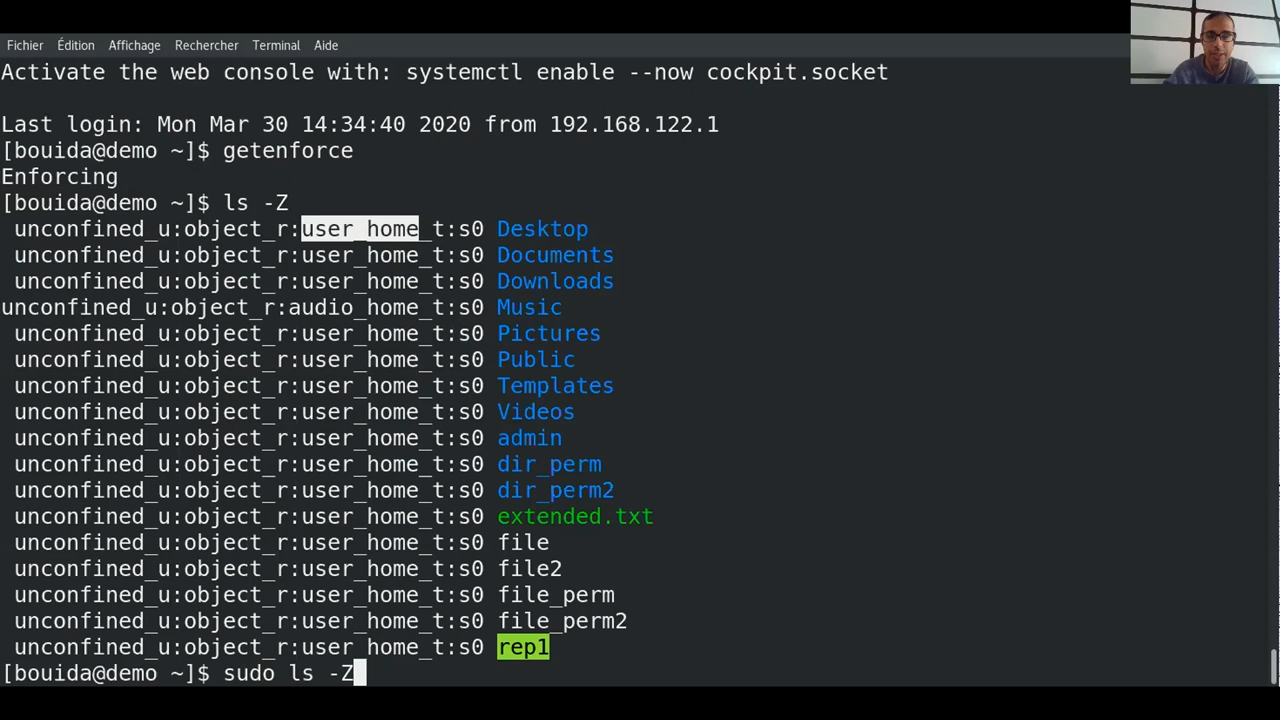 Fichier Édition Affichage Rechercher Terminal Aide
Activate the web console with: systemctl enable --now cockpit.socket
Last login: Mon Mar 30 14:34:40 2020 from 192.168.122.1
[bouida@demo ~]$ getenforce
Enforcing
[bouida@demo ~]$ ls -Z
unconfined_u:object_r:user_home_t:s0 Desktop
unconfined_u:object_r:user_home_t:s0 Documents
unconfined_u:object_r:user_home_t:s0 Downloads
unconfined_u:object_r:audio_home_t:s0 Music
unconfined_u:object_r:user_home_t:s0 Pictures
unconfined_u:object_r:user_home_t:s0 Public
unconfined_u:object_r:user_home_t:s0 Templates
unconfined_u:object_r:user_home_t:s0 Videos
unconfined_u:object_r:user_home_t:s0 admin
unconfined_u:object_r:user_home_t:s0 dir_perm
unconfined_u:object_r:user_home_t:s0 dir_perm2
unconfined_u:object_r:user_home_t:s0 extended.txt
unconfined_u:object_r:user_home_t:s0 file
unconfined_u:object_r:user_home_t:s0 file2
unconfined_u:object_r:user_home_t:s0 file_perm
unconfined_u:object_r:user_home_t:s0 file_perm2
unconfined_u:object_r:user_home_t:s0 rep1
[bouida@demo ~]$ sudo ls -Z